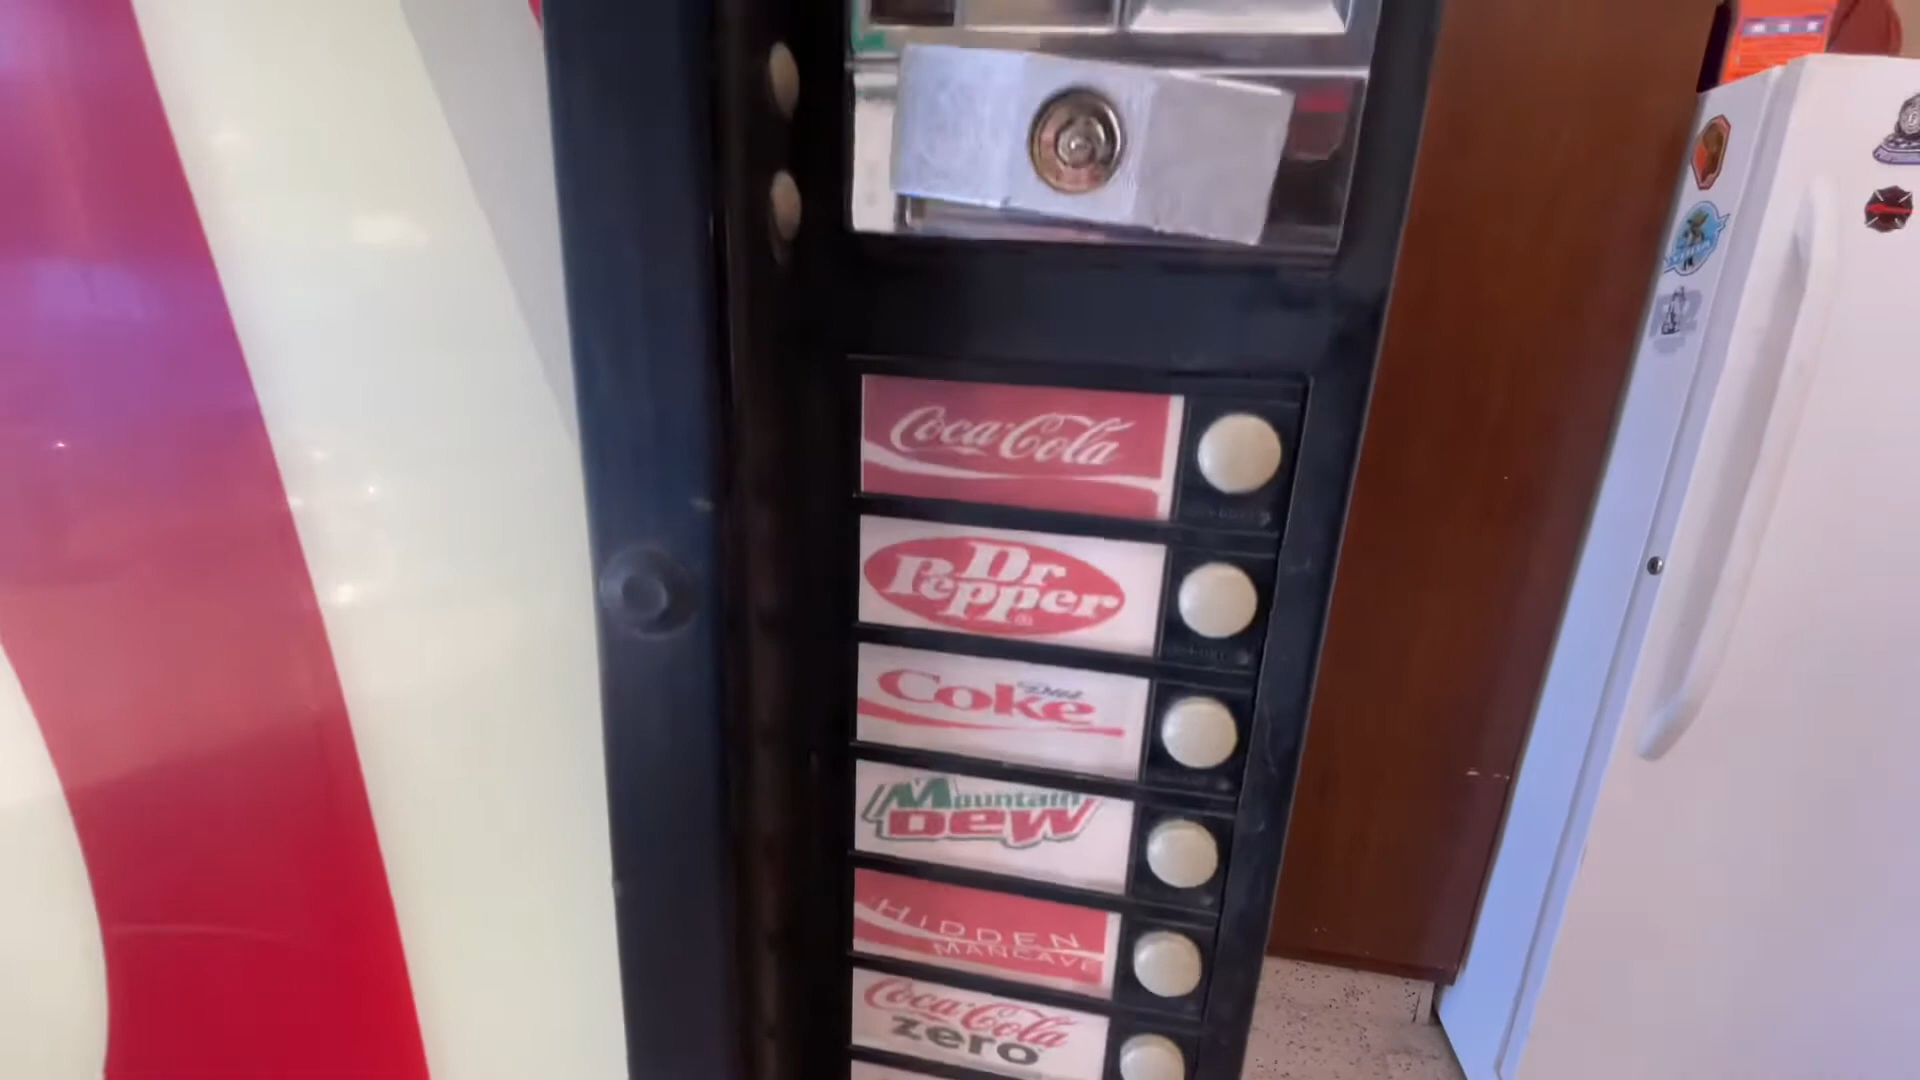 Coca-Cola
Dr
Pepper
®
Diet
Coke
Mountain
Dew
HIDDEN
MANCAVE
Coca-Cola
zero